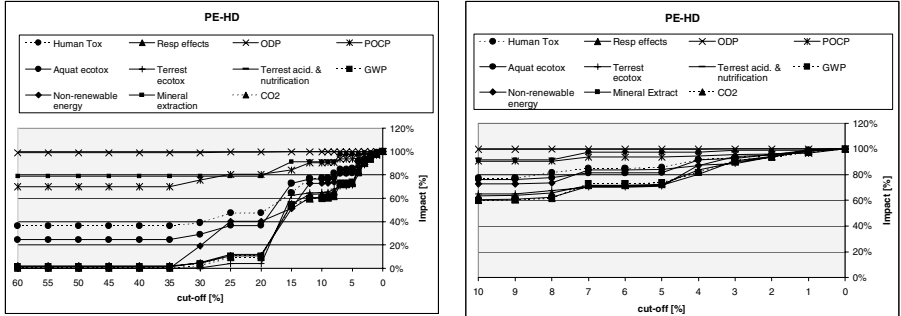 PE-HD
Human Tox
Resp effects
ODP
POCP
Aquat ecotox
Terrest
ecotox
Terrest acid. &
nutrification
GWP
Non-renewable
energy
Mineral
extraction
CO2
120%
100%
80%
60%
40%
20%
0%
Impact [%]
60 55 50 45 40 35 30 25 20 15 10 5 0
cut-off [%]
PE-HD
Human Tox
Resp effects
ODP
POCP
Aquat ecotox
Terrest
ecotox
Terrest acid. &
nutrification
GWP
Non-renewable
energy
Mineral Extract
CO2
120%
100%
80%
60%
40%
20%
0%
Impact [%]
10 9 8 7 6 5 4 3 2 1 0
cut-off [%]